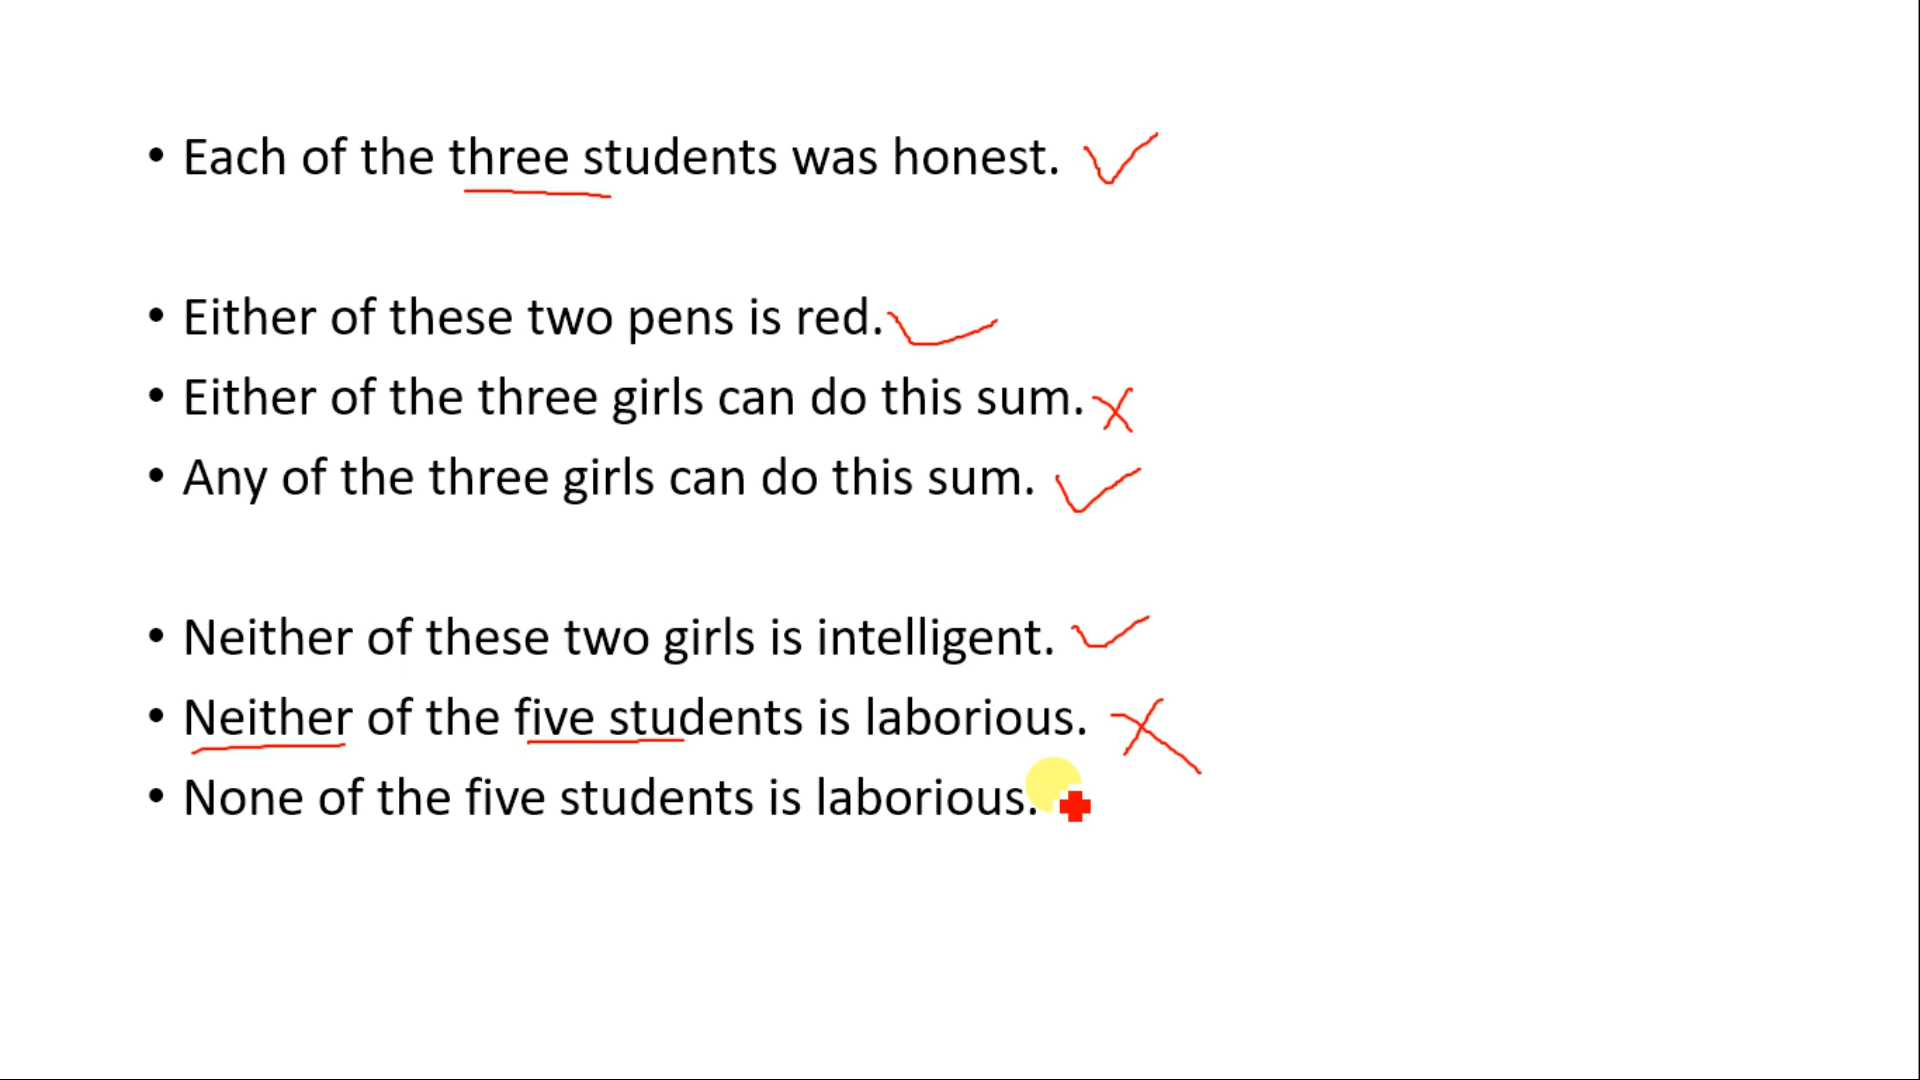 • Each of the three students was honest.
• Either of these two pens is red.
• Either of the three girls can do this sum.
• Any of the three girls can do this sum.
• Neither of these two girls is intelligent.
• Neither of the five students is laborious.
• None of the five students is laborious.